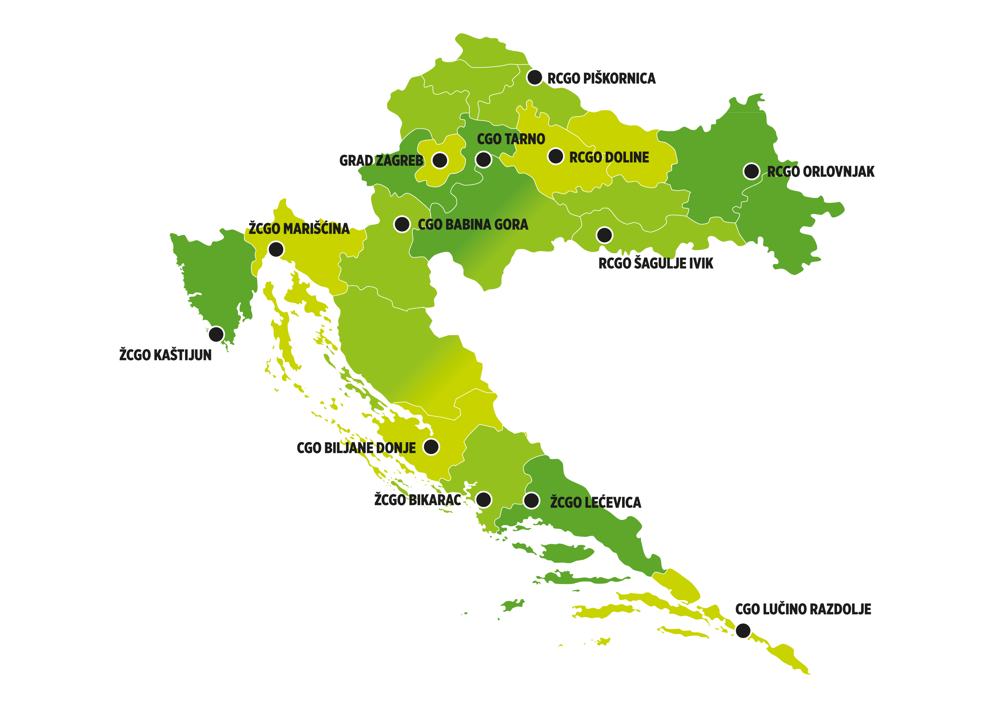 RCGO PIŠKORNICA
CGO TARNO
GRAD ZAGREB
RCGO DOLINE
RCGO ORLOVNJAK
ŽCGO MARIŠĆINA
CGO BABINA GORA
RCGO ŠAGULJE IVIK
ŽCGO KAŠTIJUN
CGO BILJANE DONJE
ŽCGO BIKARAC
ŽCGO LEĆEVICA
CGO LUČINO RAZDOLJE